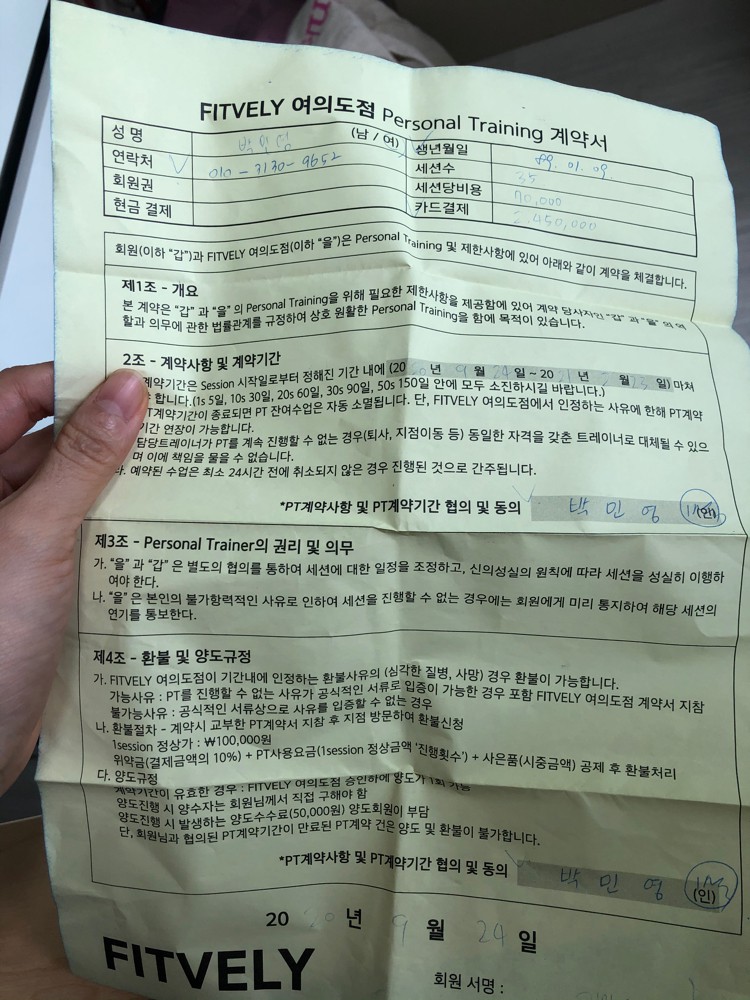 FITVELY 여의도점 Personal Training 계약서
성 명 박민영 (남 / 여) 생년월일 89. 01. 09
연락처 010 - 7130 - 9652 세션수 35
회원권 세션당비용 70,000
현금 결제 카드결제 2,450,000
회원(이하 “갑”)과 FITVELY 여의도점(이하 “을”)은 Personal Training 및 제한사항에 있어 아래와 같이 계약을 체결합니다.
제1조 - 개요
본 계약은 “갑” 과 “을” 의 Personal Training을 위해 필요한 제한사항을 제공함에 있어 계약 당사자인 “갑” 과 “을” 의
할과 의무에 관한 법률관계를 규정하여 상호 원활한 Personal Training을 함에 목적이 있습니다.
2조 - 계약사항 및 계약기간
계약기간은 Session 시작일로부터 정해진 기간 내에 (20 20 년 9 월 24 일 ~ 20 년 월 23 일) 마쳐
합니다.(1s 5일, 10s 30일, 20s 60일, 30s 90일, 50s 150일 안에 모두 소진하시길 바랍니다.)
PT계약기간이 종료되면 PT 잔여수업은 자동 소멸됩니다. 단, FITVELY 여의도점에서 인정하는 사유에 한해 PT계약
기간 연장이 가능합니다.
담당트레이너가 PT를 계속 진행할 수 없는 경우(퇴사, 지점이동 등) 동일한 자격을 갖춘 트레이너로 대체될 수 있으
며 이에 책임을 물을 수 없습니다.
라. 예약된 수업은 최소 24시간 전에 취소되지 않은 경우 진행된 것으로 간주됩니다.
*PT계약사항 및 PT계약기간 협의 및 동의 박 민 영 (인)
제3조 - Personal Trainer의 권리 및 의무
가. “을” 과 “갑” 은 별도의 협의를 통하여 세션에 대한 일정을 조정하고, 신의성실의 원칙에 따라 세션을 성실히 이행하
여야 한다.
나. “을” 은 본인의 불가항력적인 사유로 인하여 세션을 진행할 수 없는 경우에는 회원에게 미리 통지하여 해당 세션의
연기를 통보한다.
제4조 - 환불 및 양도규정
가. FITVELY 여의도점이 기간내에 인정하는 환불사유의 (심각한 질병, 사망) 경우 환불이 가능합니다.
가능사유 : PT를 진행할 수 없는 사유가 공식적인 서류로 입증이 가능한 경우 포함 FITVELY 여의도점 계약서 지참
불가능사유 : 공식적인 서류상으로 사유를 입증할 수 없는 경우
나. 환불절차 - 계약시 교부한 PT계약서 지참 후 지점 방문하여 환불신청
1session 정상가 : ₩100,000원
위약금(결제금액의 10%) + PT사용요금(1session 정상금액 ‘진행횟수’) + 사은품(시중금액) 공제 후 환불처리
다. 양도규정
계약기간이 유효한 경우 : FITVELY 여의도점 승인하에 양도가 1회 가능
양도진행 시 양수자는 회원님께서 직접 구해야 함
양도진행 시 발생하는 양도수수료(50,000원) 양도회원이 부담
단, 회원님과 협의된 PT계약기간이 만료된 PT계약 건은 양도 및 환불이 불가합니다.
*PT계약사항 및 PT계약기간 협의 및 동의 박 민 영 (인)
20 20 년 9 월 24 일
FITVELY
회원 서명 :